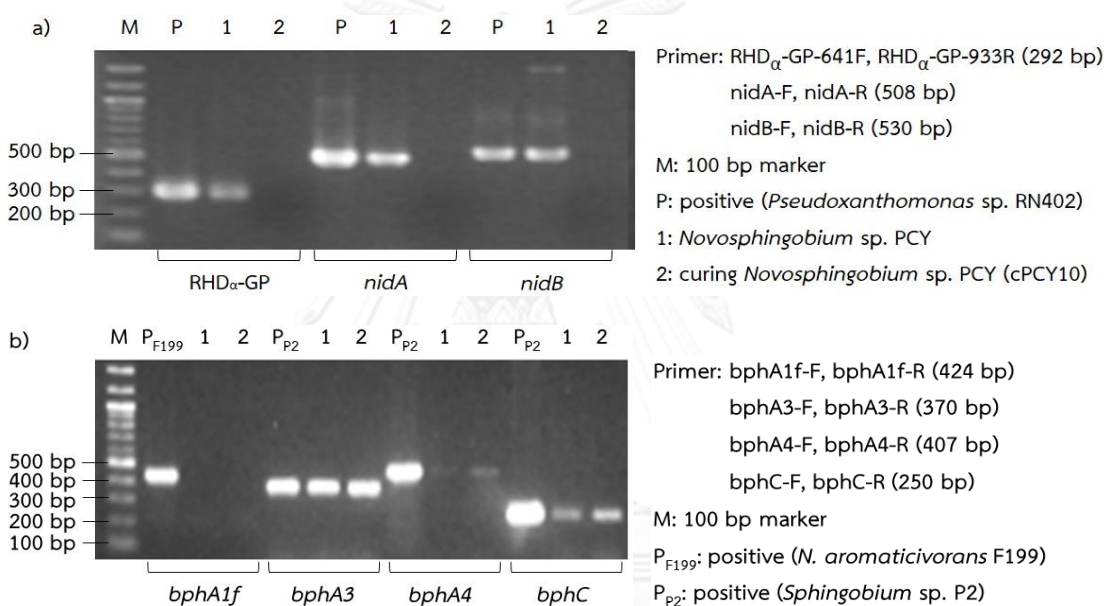 a) M P 1 2 P 1 2 P 1 2
Primer: RHDα-GP-641F, RHDα-GP-933R (292 bp)
nidA-F, nidA-R (508 bp)
nidB-F, nidB-R (530 bp)
M: 100 bp marker
P: positive (Pseudoxanthomonas sp. RN402)
1: Novosphingobium sp. PCY
2: curing Novosphingobium sp. PCY (cPCY10)
500 bp
300 bp
200 bp
RHDα-GP nidA nidB
b) M PF199 1 2 PP2 1 2 PP2 1 2 PP2 1 2
Primer: bphA1f-F, bphA1f-R (424 bp)
bphA3-F, bphA3-R (370 bp)
bphA4-F, bphA4-R (407 bp)
bphC-F, bphC-R (250 bp)
M: 100 bp marker
PF199: positive (N. aromaticivorans F199)
PP2: positive (Sphingobium sp. P2)
500 bp
400 bp
300 bp
200 bp
100 bp
bphA1f bphA3 bphA4 bphC